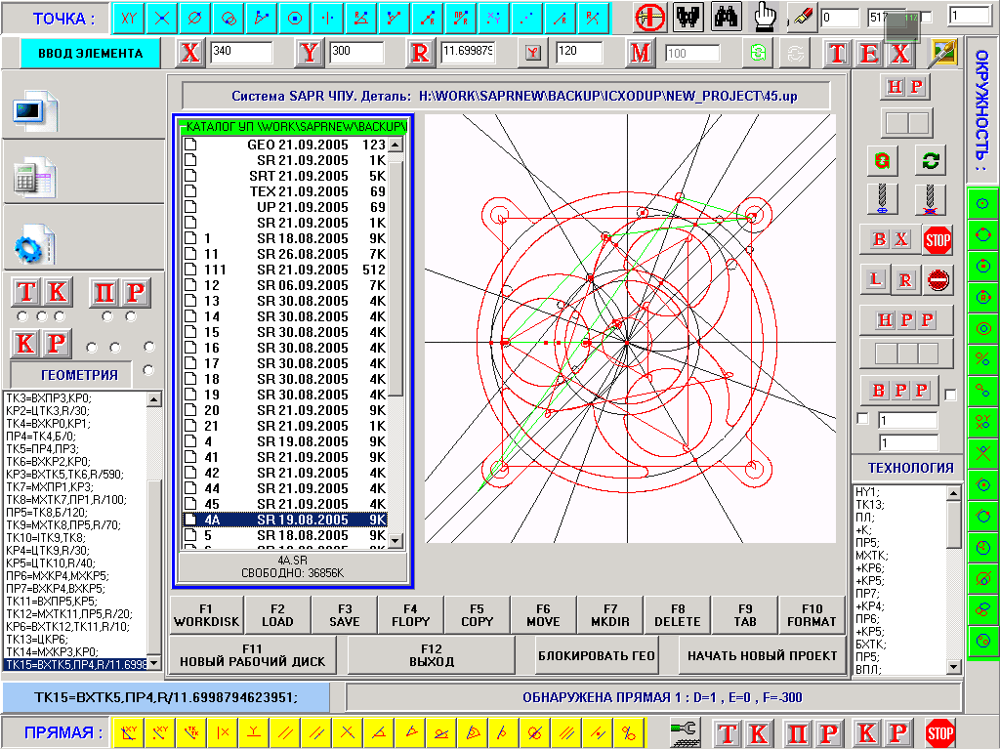 ТОЧКА :
0
517
117
1
ВВОД ЭЛЕМЕНТА
X 340 Y 300 R 11.699879 120 M 100 T E X
Система SAPR ЧПУ. Деталь: H:\WORK\SAPRNEW\BACKUP\ICXODUP\NEW_PROJECT\45.up
КАТАЛОГ УП \WORK\SAPRNEW\BACKUP\
GEO 21.09.2005 123
SR 21.09.2005 1K
SRT 21.09.2005 5K
TEX 21.09.2005 69
UP 21.09.2005 69
SR 21.09.2005 1K
1 SR 18.08.2005 9K
11 SR 26.08.2005 7K
111 SR 21.09.2005 512
12 SR 06.09.2005 7K
13 SR 30.08.2005 4K
14 SR 30.08.2005 4K
15 SR 30.08.2005 4K
16 SR 30.08.2005 4K
17 SR 30.08.2005 4K
18 SR 30.08.2005 4K
19 SR 30.08.2005 4K
20 SR 21.09.2005 9K
21 SR 21.09.2005 1K
4 SR 19.08.2005 9K
41 SR 21.09.2005 9K
42 SR 21.09.2005 4K
44 SR 21.09.2005 4K
45 SR 21.09.2005 4K
4A SR 19.08.2005 9K
5 SR 18.08.2005 9K
4A.SR
СВОБОДНО: 36856K
Т К П Р
К Р
ГЕОМЕТРИЯ
ТК3=ВХПР3,КР0;
КР2=ЦТК3,R/30;
ТК4=ВХКР0,КР1;
ПР4=ТК4,Б/0;
ТК5=ПР4,ПР3;
ТК6=ВХКР2,КР0;
КР3=ВХТК5,ТК6,R/590;
ТК7=МХПР1,КР3;
ТК8=МХТК7,ПР1,R/100;
ПР5=ТК8,Б/120;
ТК9=МХТК8,ПР5,R/70;
ТК10=IТК9,ТК8;
КР4=ЦТК9,R/30;
КР5=ЦТК10,R/40;
ПР6=МХКР4,МХКР5;
ПР7=ВХКР4,ВХКР5;
ТК11=ВХПР5,КР5;
ТК12=МХТК11,ПР5,R/20;
КР6=ВХТК12,ТК11,R/10;
ТК13=ЦКР6;
ТК14=МХКР3,КР0;
ТК15=ВХТК5,ПР4,R/11.6998
Н Р
В Х STOP
L R
Н Р Р
В Р Р
1
1
ТЕХНОЛОГИЯ
НУ1;
ТК13;
ПЛ;
+К;
ПР5;
МХТК;
+КР6;
+КР5;
ПР7;
+КР4;
ПР6;
+КР5;
БХТК;
ПР5;
ВПЛ;
ОКРУЖНОСТЬ :
F1 WORKDISK
F2 LOAD
F3 SAVE
F4 FLOPY
F5 COPY
F6 MOVE
F7 MKDIR
F8 DELETE
F9 TAB
F10 FORMAT
F11 НОВЫЙ РАБОЧИЙ ДИСК
F12 ВЫХОД
БЛОКИРОВАТЬ ГЕО
НАЧАТЬ НОВЫЙ ПРОЕКТ
ТК15=ВХТК5,ПР4,R/11.6998794623951;
ОБНАРУЖЕНА ПРЯМАЯ 1 : D=1 , E=0 , F=-300
ПРЯМАЯ :
Т К П Р К Р STOP